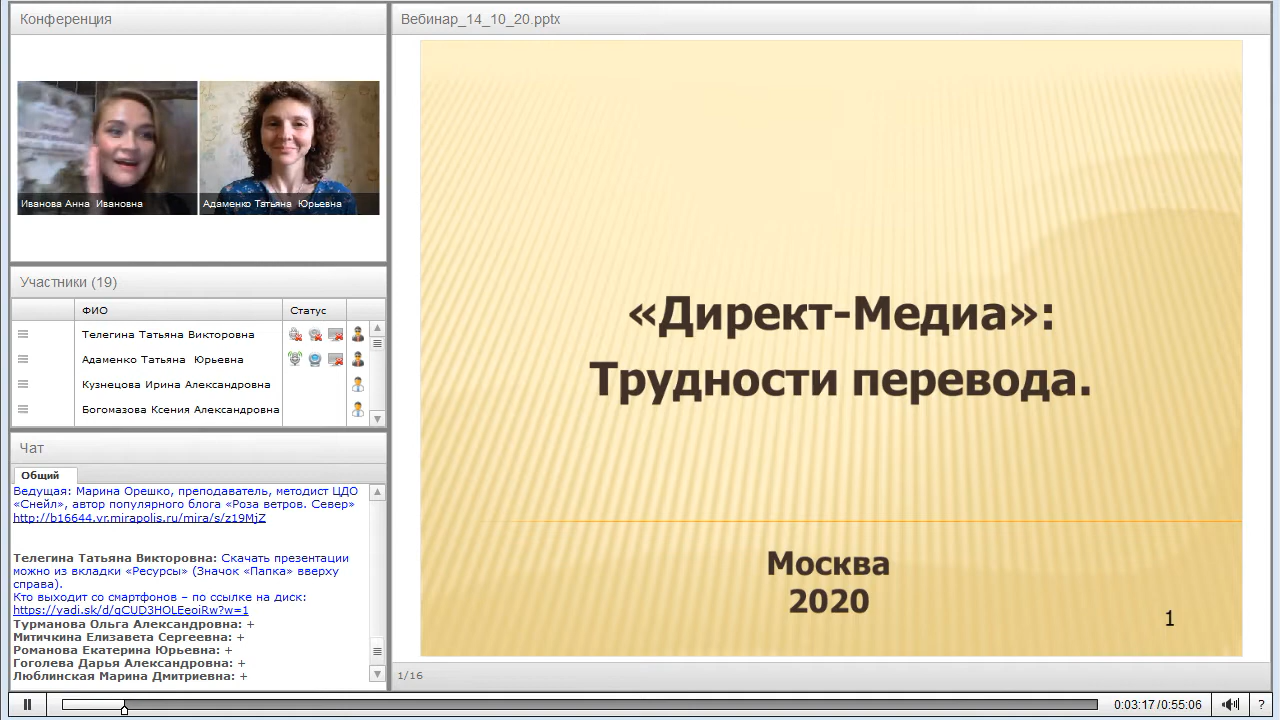 Конференция
Иванова Анна Ивановна
Адаменко Татьяна Юрьевна
Участники (19)
ФИО Статус
Телегина Татьяна Викторовна
Адаменко Татьяна Юрьевна
Кузнецова Ирина Александровна
Богомазова Ксения Александровна
Чат
Общий
Ведущая: Марина Орешко, преподаватель, методист ЦДО
«Снейл», автор популярного блога «Роза ветров. Север»
http://b16644.vr.mirapolis.ru/mira/s/z19MjZ
Телегина Татьяна Викторовна: Скачать презентации
можно из вкладки «Ресурсы» (Значок «Папка» вверху
справа).
Кто выходит со смартфонов – по ссылке на диск:
https://yadi.sk/d/qCUD3HOLEeoiRw?w=1
Турманова Ольга Александровна: +
Митичкина Елизавета Сергеевна: +
Романова Екатерина Юрьевна: +
Гоголева Дарья Александровна: +
Люблинская Марина Дмитриевна: +
Вебинар_14_10_20.pptx
«Директ-Медиа»:
Трудности перевода.
Москва
2020
1
1/16
0:03:17/0:55:06
?